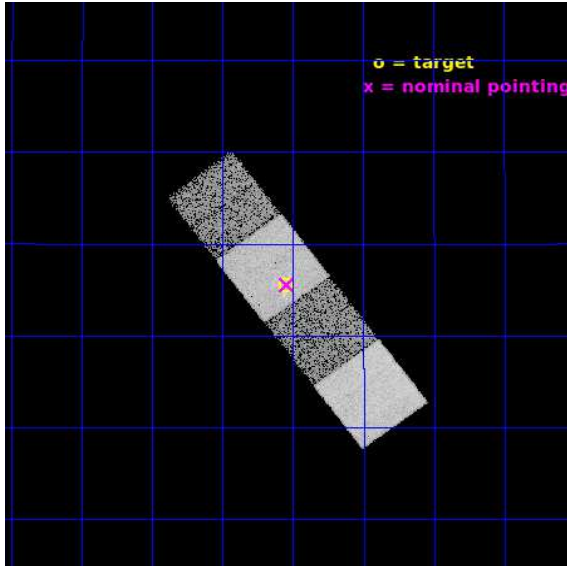 o = target
x = nominal pointing